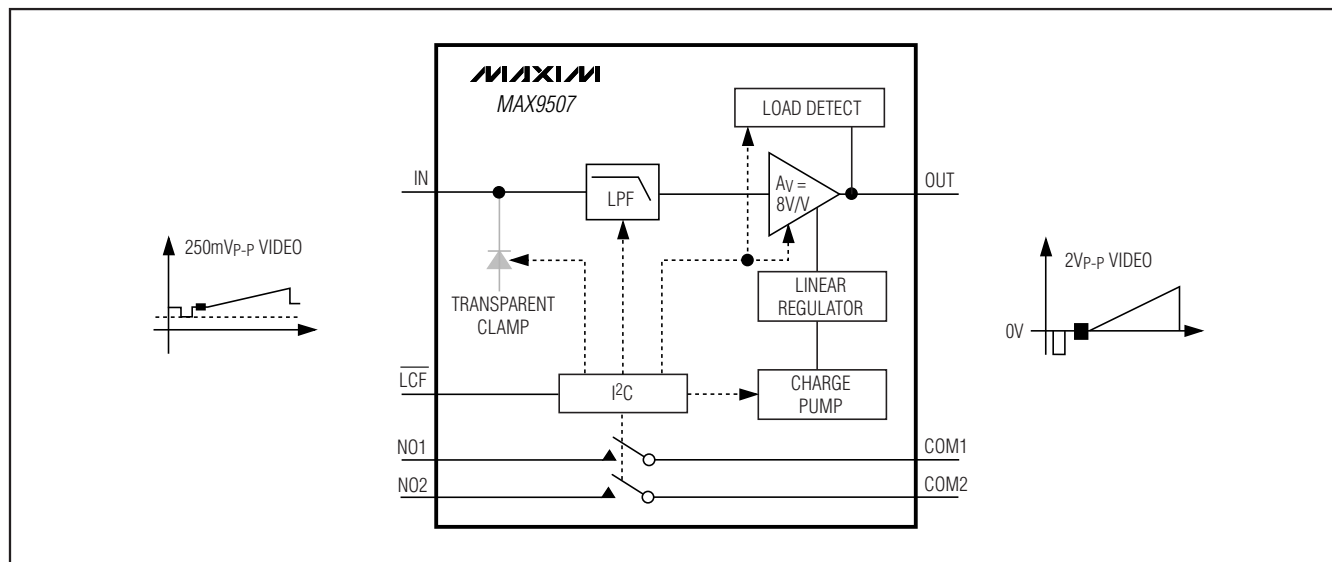 MAXIM
MAX9507
LOAD DETECT
IN
LPF
AV =
8V/V
OUT
250mVP-P VIDEO
2VP-P VIDEO
TRANSPARENT
CLAMP
LINEAR
REGULATOR
0V
LCF
I2C
CHARGE
PUMP
NO1
COM1
NO2
COM2